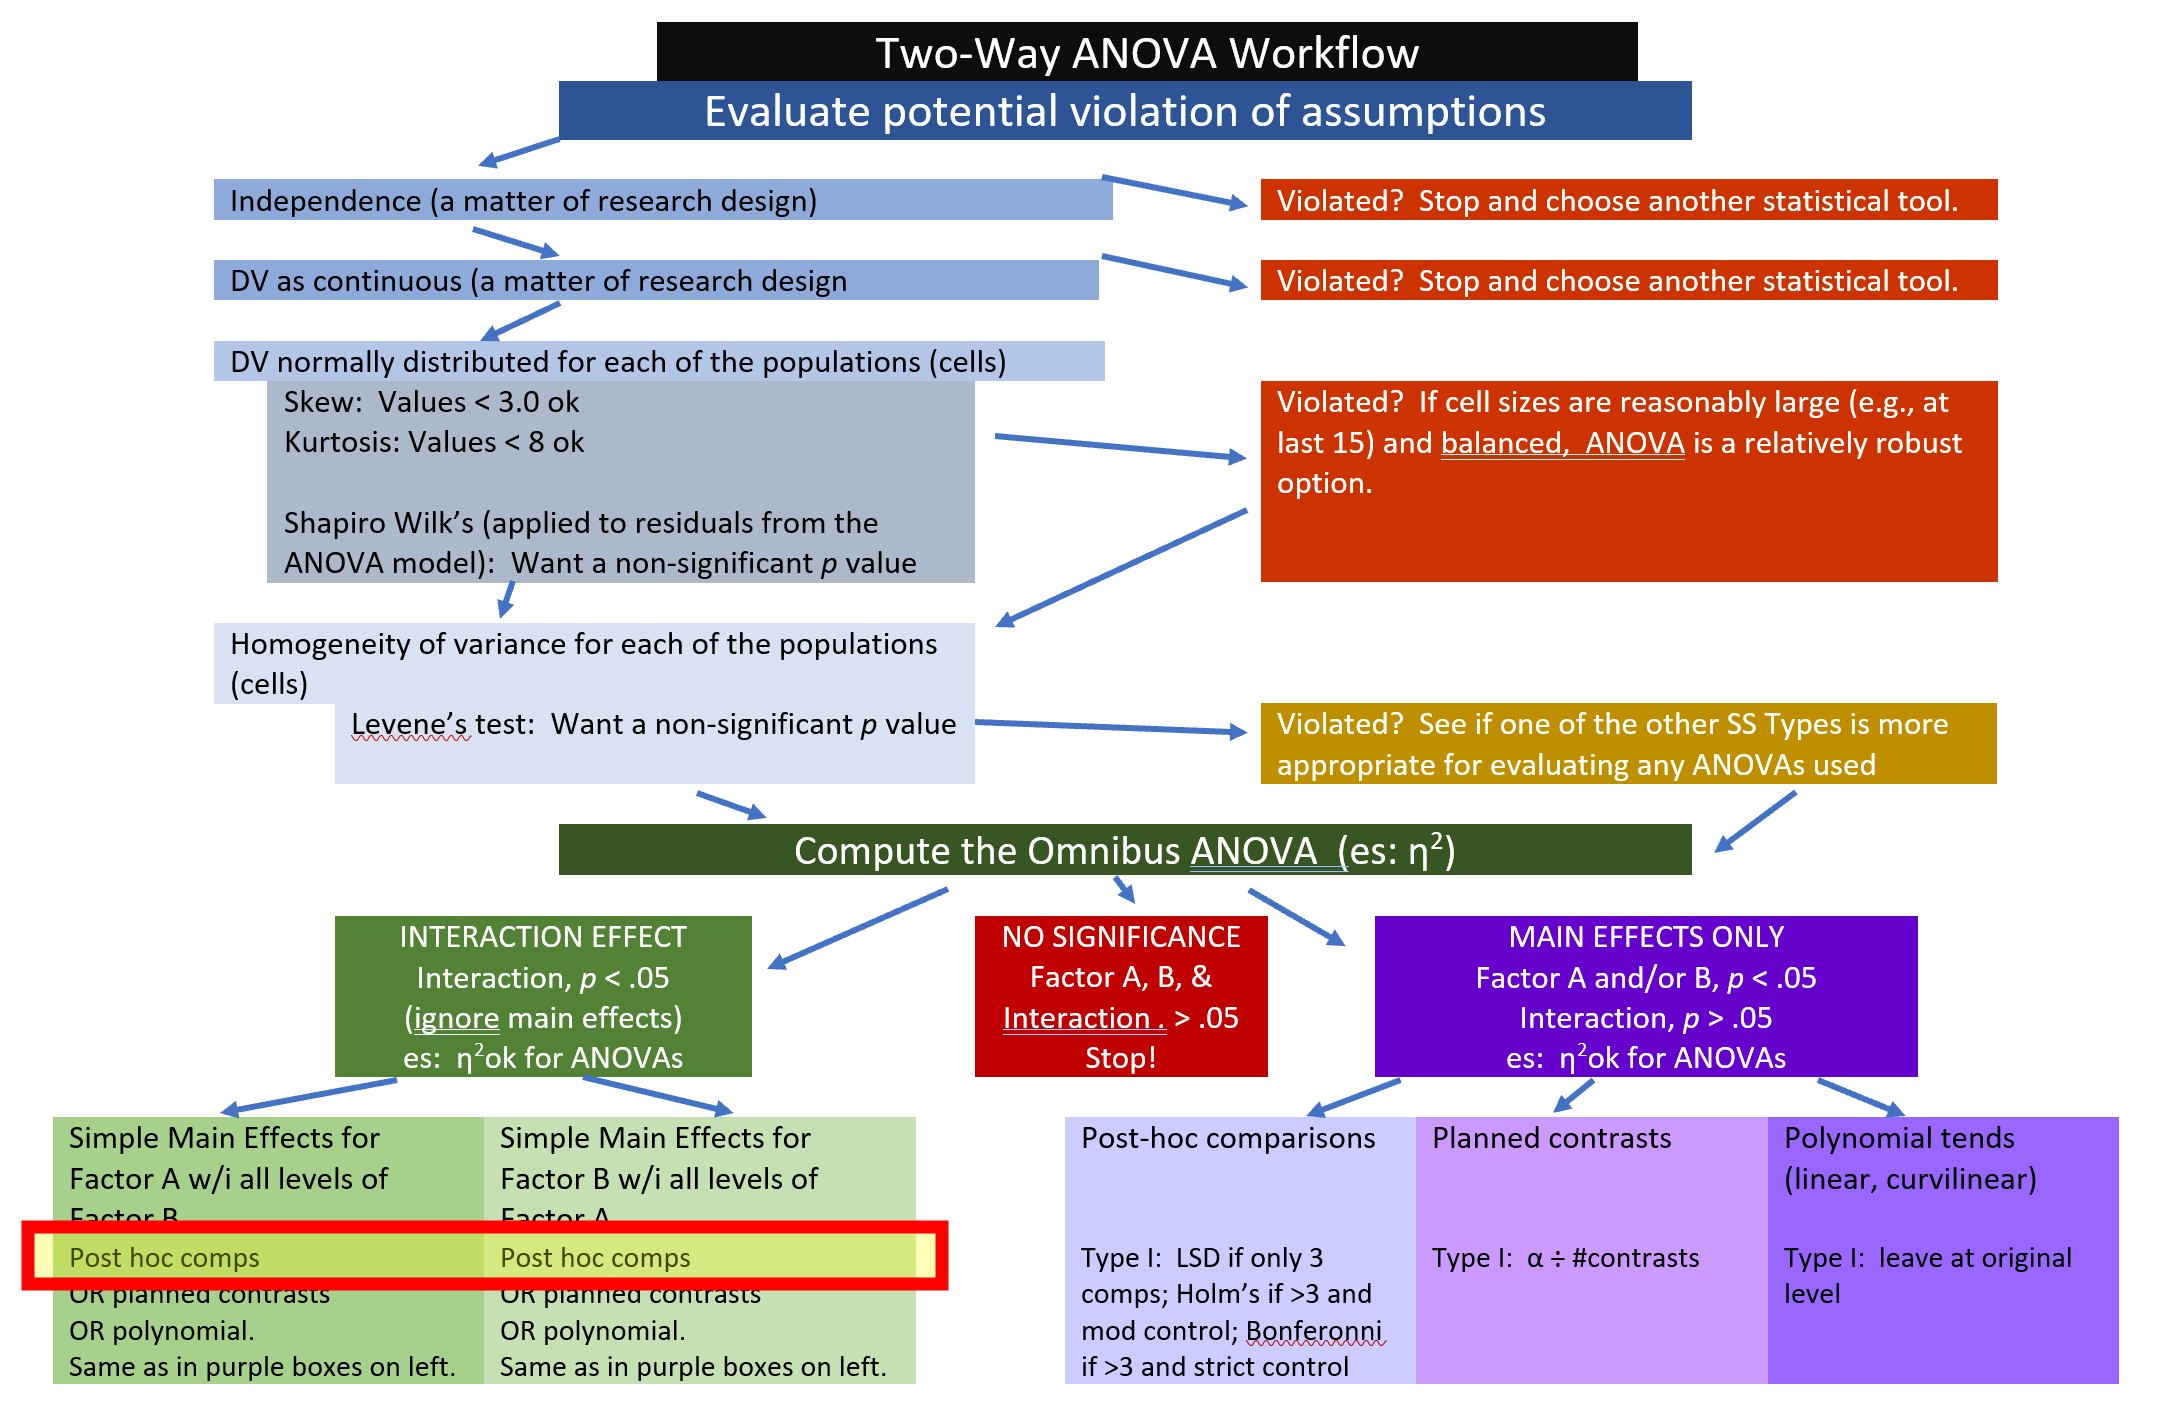 Two-Way ANOVA Workflow
Evaluate potential violation of assumptions
Independence (a matter of research design)
Violated?  Stop and choose another statistical tool.
DV as continuous (a matter of research design
Violated?  Stop and choose another statistical tool.
DV normally distributed for each of the populations (cells)
Skew:  Values < 3.0 ok
Kurtosis: Values < 8 ok
Shapiro Wilk’s (applied to residuals from the
ANOVA model):  Want a non-significant p value
Violated?  If cell sizes are reasonably large (e.g., at
last 15) and balanced,  ANOVA is a relatively robust
option.
Homogeneity of variance for each of the populations
(cells)
Levene’s test:  Want a non-significant p value
Violated?  See if one of the other SS Types is more
appropriate for evaluating any ANOVAs used
Compute the Omnibus ANOVA  (es: η²)
INTERACTION EFFECT
Interaction, p < .05
(ignore main effects)
es:  η²ok for ANOVAs
NO SIGNIFICANCE
Factor A, B, &
Interaction . > .05
Stop!
MAIN EFFECTS ONLY
Factor A and/or B, p < .05
Interaction, p > .05
es:  η²ok for ANOVAs
Simple Main Effects for
Factor A w/i all levels of
Factor B
Post hoc comps
OR planned contrasts
OR polynomial.
Same as in purple boxes on left.
Simple Main Effects for
Factor B w/i all levels of
Factor A
Post hoc comps
OR planned contrasts
OR polynomial.
Same as in purple boxes on left.
Post-hoc comparisons
Type I:  LSD if only 3
comps; Holm’s if >3 and
mod control; Bonferonni
if >3 and strict control
Planned contrasts
Type I:  α ÷ #contrasts
Polynomial tends
(linear, curvilinear)
Type I:  leave at original
level